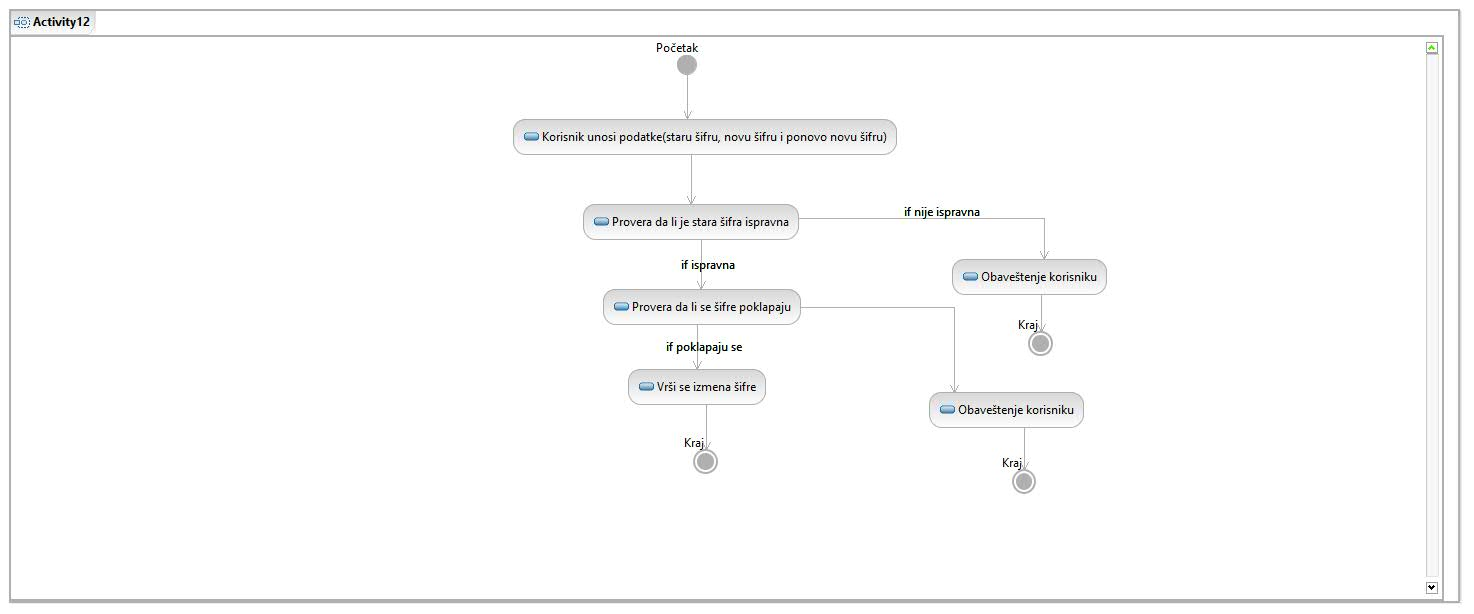 Activity12
Početak
Korisnik unosi podatke(staru šifru, novu šifru i ponovo novu šifru)
if nije ispravna
Provera da li je stara šifra ispravna
if ispravna
Obaveštenje korisniku
Provera da li se šifre poklapaju
Kraj
if poklapaju se
Vrši se izmena šifre
Obaveštenje korisniku
Kraj
Kraj